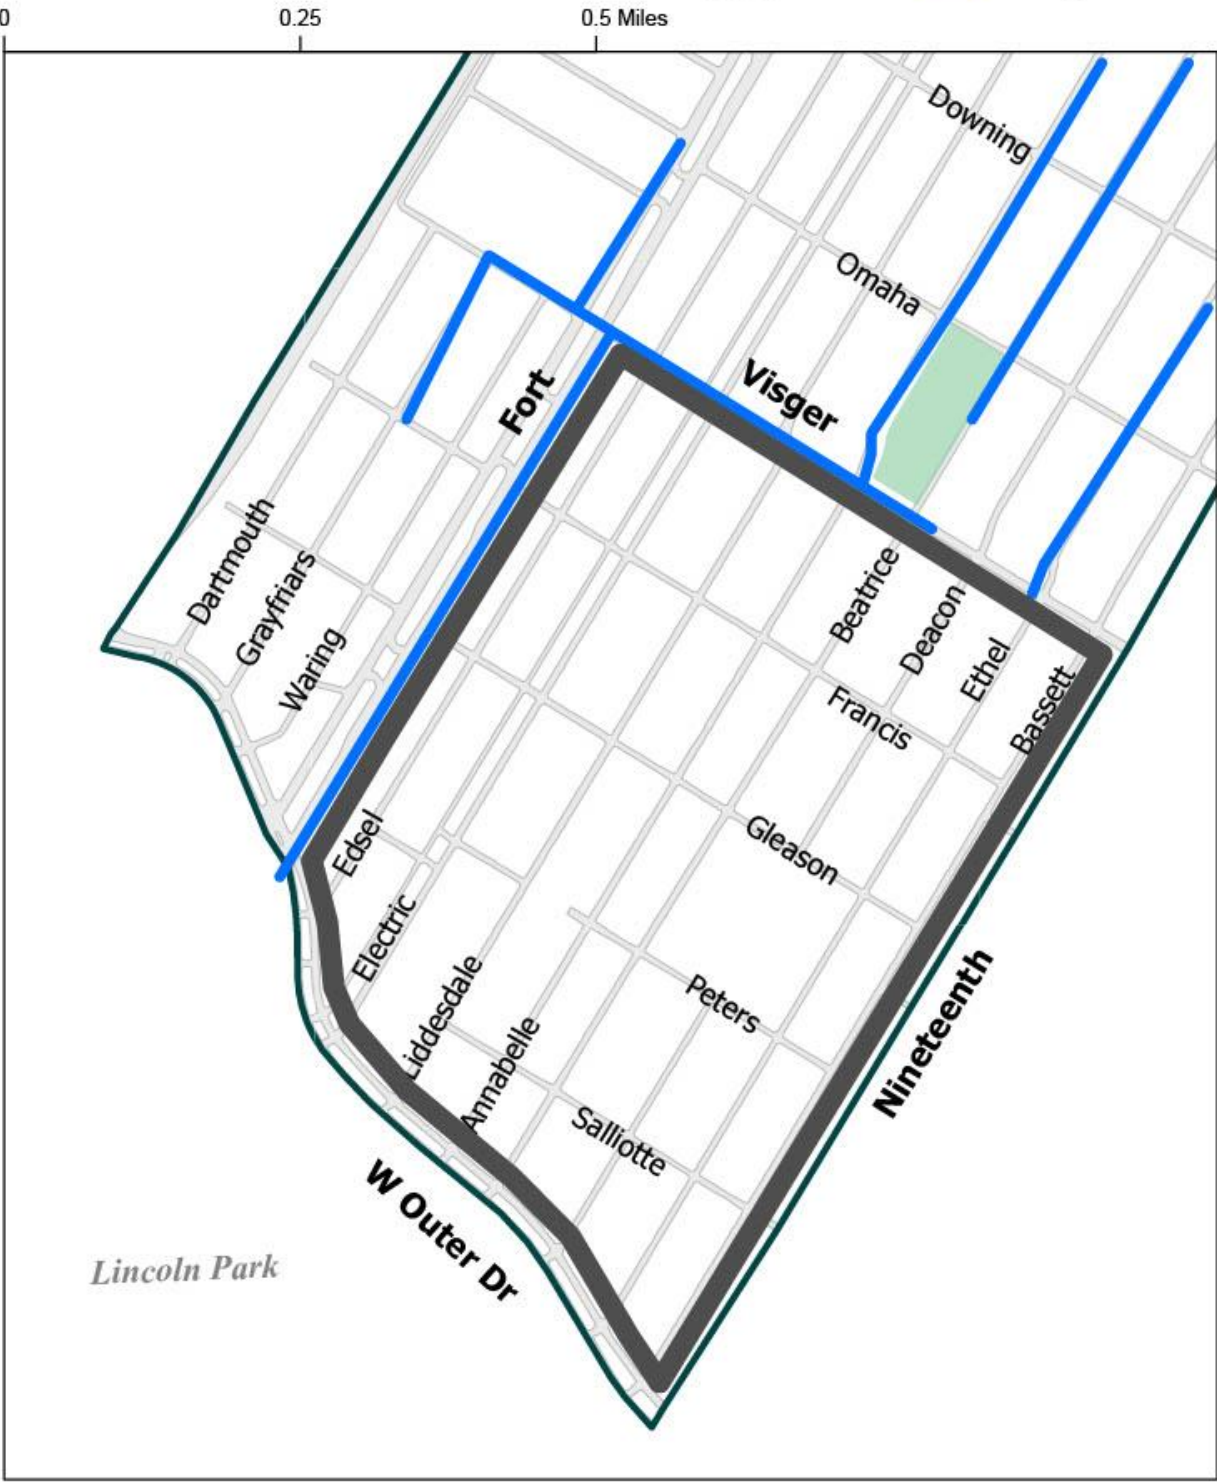 0
0.25
0.5 Miles
Downing
Omaha
Visger
Fort
Dartmouth
Grayfriars
Waring
Beatrice
Deacon
Ethel
Bassett
Francis
Gleason
Edsel
Electric
Liddesdale
Annabelle
Peters
Salliotte
Nineteenth
W Outer Dr
Lincoln Park